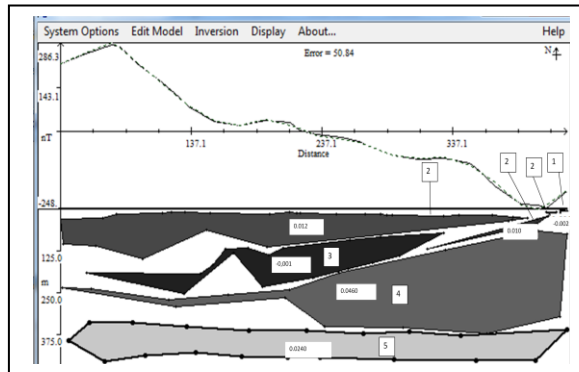 System Options Edit Model Inversion Display About... Help
286.3
Error = 50.84
N
143.1
nT
137.1 237.1 337.1
Distance
2 2 2 1
-248.
0.012
0.010
-0.002
125.0
-0,001 3
m
250.0
0.0460 4
375.0
0.0240 5